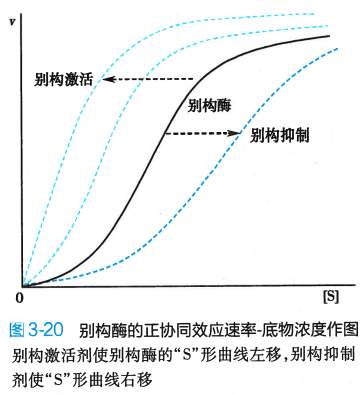 v
别构激活
别构酶
别构抑制
0
[S]
图 3-20 别构酶的正协同效应速率-底物浓度作图
别构激活剂使别构酶的“S”形曲线左移，别构抑制
剂使“S”形曲线右移